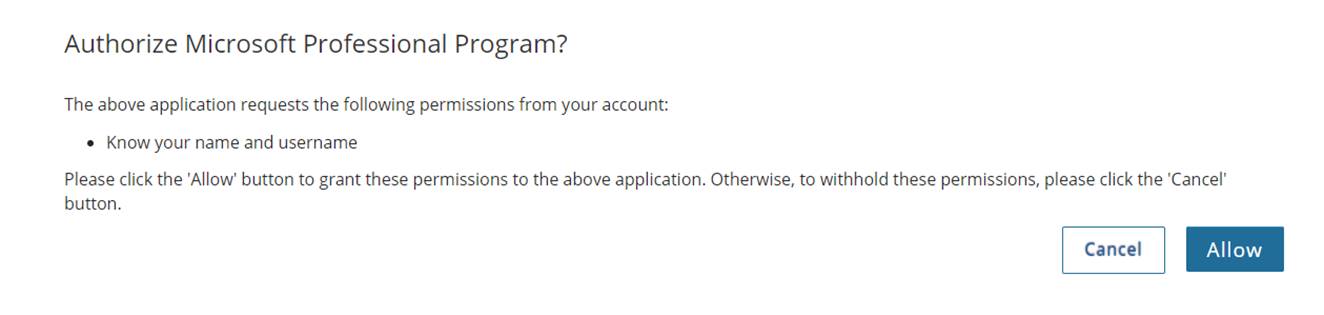 Authorize Microsoft Professional Program?
The above application requests the following permissions from your account:
• Know your name and username
Please click the 'Allow' button to grant these permissions to the above application. Otherwise, to withhold these permissions, please click the 'Cancel'
button.
Cancel Allow